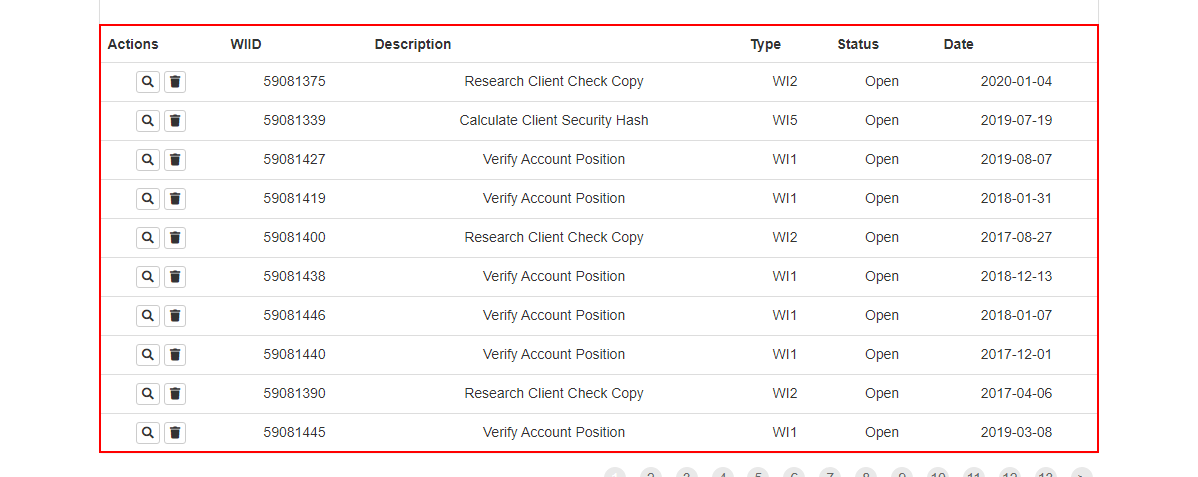 Actions WIID Description Type Status Date
59081375 Research Client Check Copy WI2 Open 2020-01-04
59081339 Calculate Client Security Hash WI5 Open 2019-07-19
59081427 Verify Account Position WI1 Open 2019-08-07
59081419 Verify Account Position WI1 Open 2018-01-31
59081400 Research Client Check Copy WI2 Open 2017-08-27
59081438 Verify Account Position WI1 Open 2018-12-13
59081446 Verify Account Position WI1 Open 2018-01-07
59081440 Verify Account Position WI1 Open 2017-12-01
59081390 Research Client Check Copy WI2 Open 2017-04-06
59081445 Verify Account Position WI1 Open 2019-03-08
1 2 3 4 5 6 7 8 9 10 11 12 13 >